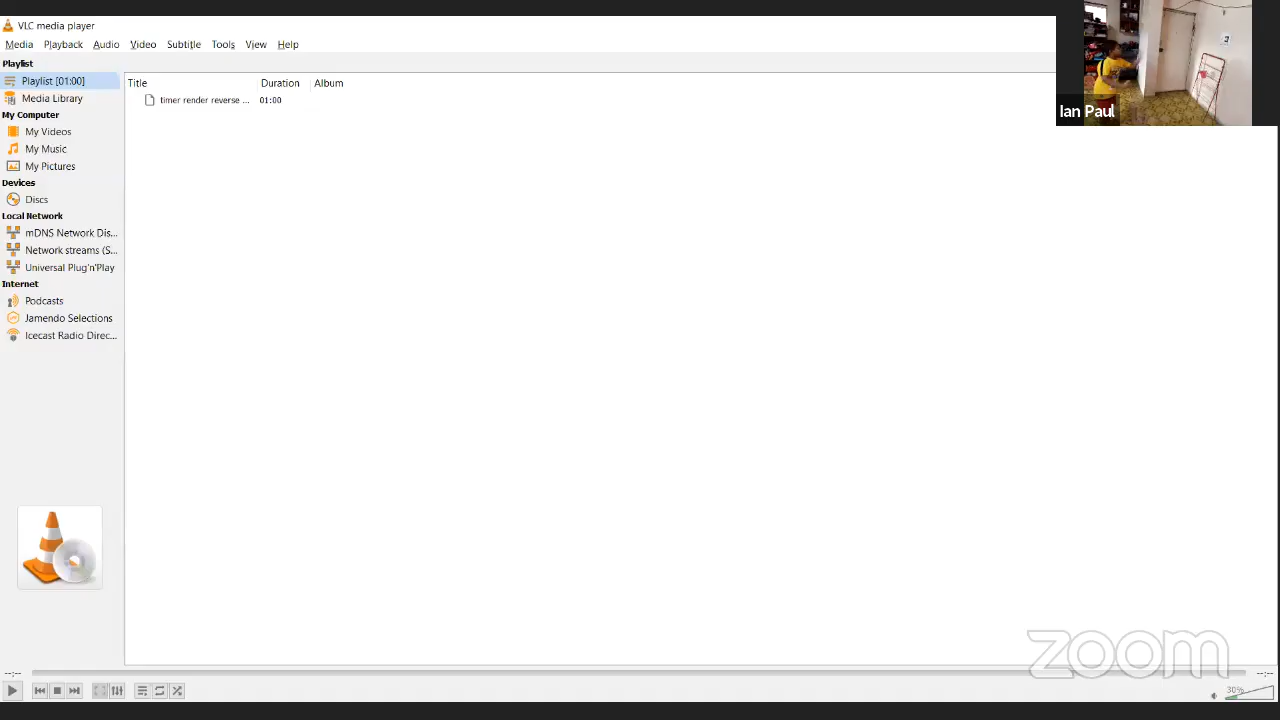 VLC media player
Media Playback Audio Video Subtitle Tools View Help
Playlist
Playlist [01:00]
Media Library
My Computer
My Videos
My Music
My Pictures
Devices
Discs
Local Network
mDNS Network Dis...
Network streams (S...
Universal Plug'n'Play
Internet
Podcasts
Jamendo Selections
Icecast Radio Direc...
Title Duration Album
timer render reverse ... 01:00
Ian Paul
3
zoom
--:-- --:--
30%